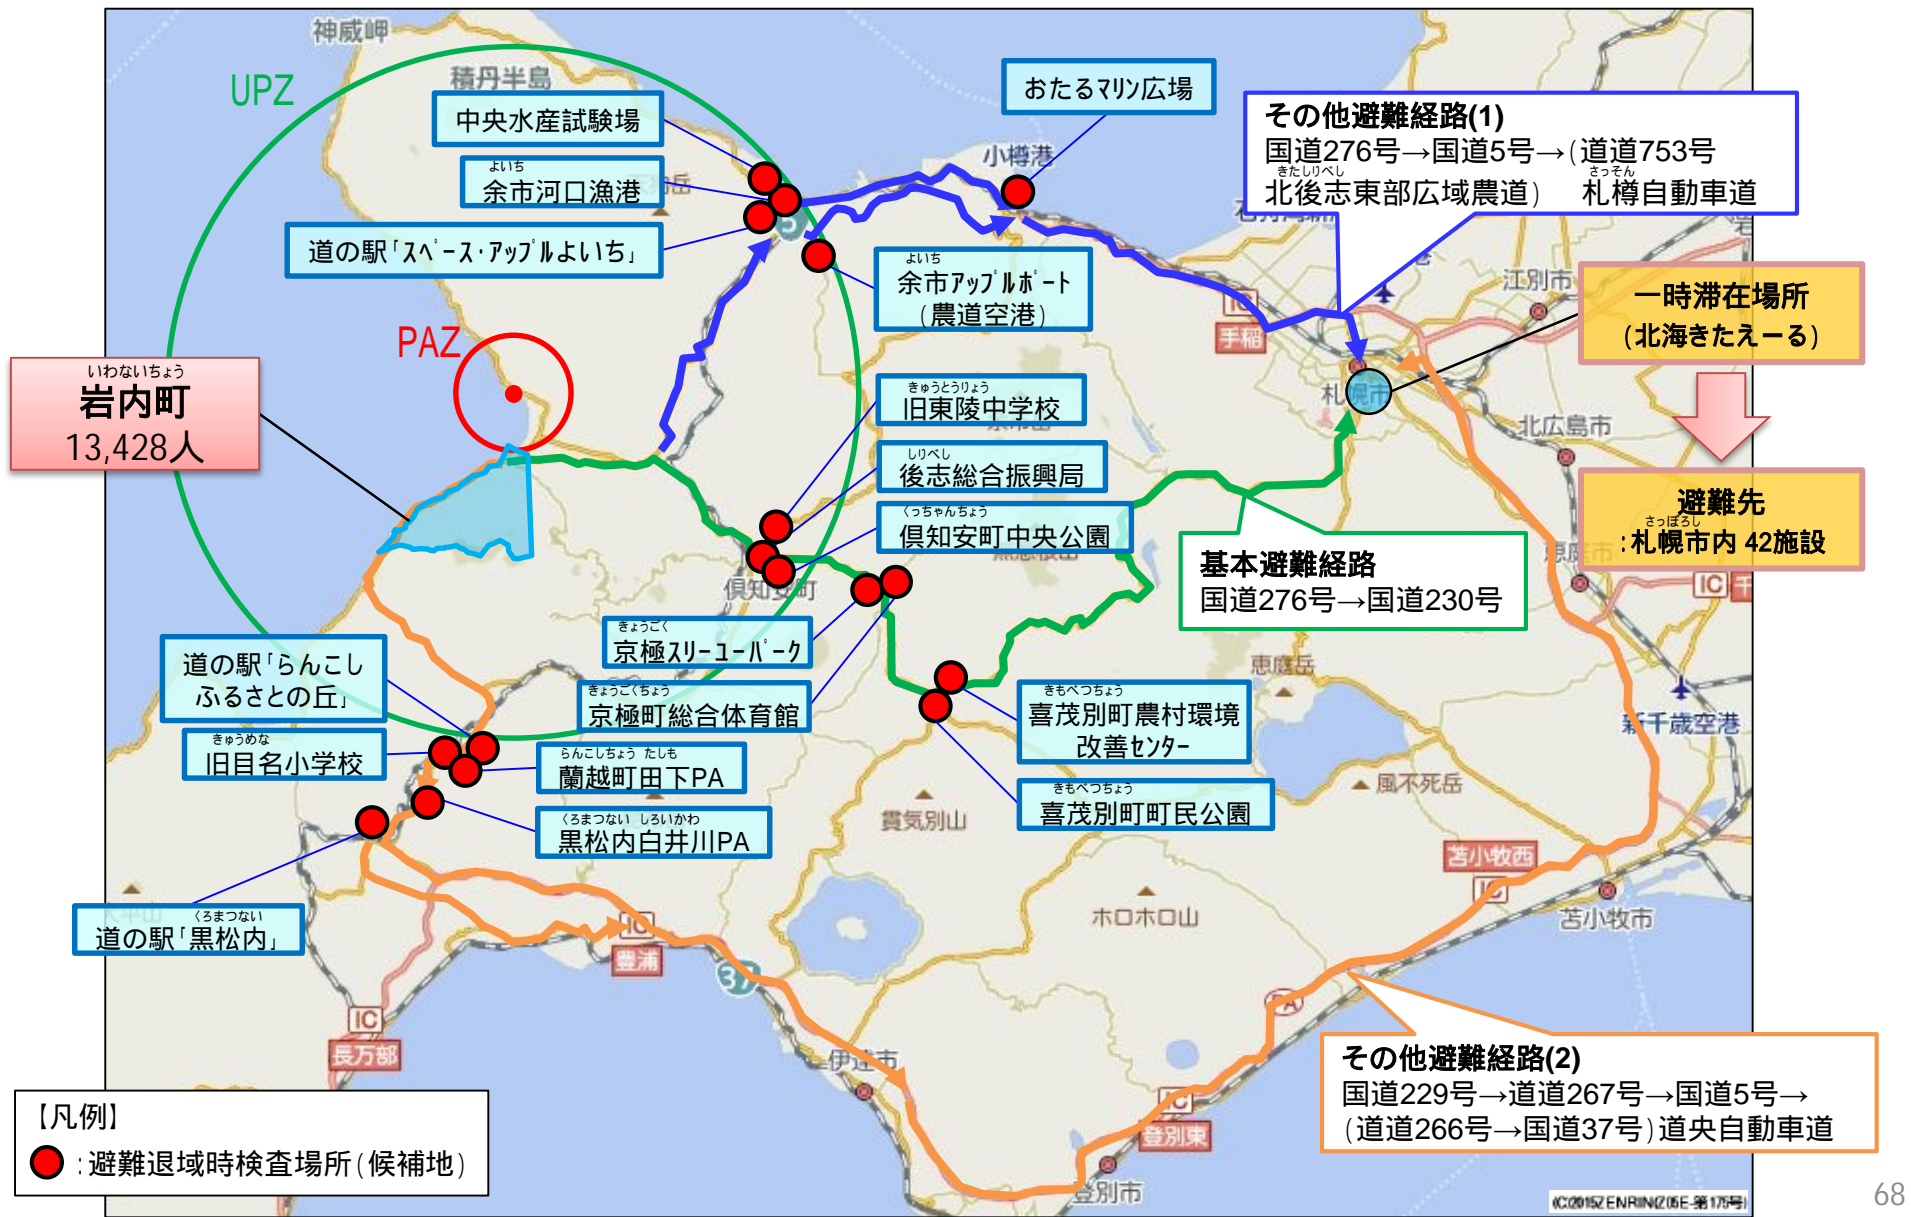 神威岬
積丹半島
UPZ
中央水産試験場
おたるマリン広場
その他避難経路(1)
国道276号→国道5号→(道道753号
きたしりべし
さっそん
北後志東部広域農道) 札樽自動車道
小樽港
よいち
余市河口漁港
道の駅「スペース・アップルよいち」
5
よいち
余市アップルポート
(農道空港)
IC
手稲
江別市
一時滞在場所
(北海きたえーる)
PAZ
いわないちょう
岩内町
13,428人
きゅうとうりょう
旧東陵中学校
札幌市
北広島市
しりべし
後志総合振興局
くっちゃんちょう
倶知安町中央公園
避難先
さっぽろし
:札幌市内 42施設
恵庭市
IC
千
基本避難経路
国道276号→国道230号
倶知安町
きょうごく
京極スリーユーパーク
道の駅「らんこし
ふるさとの丘」
恵庭岳
きょうごくちょう
京極町総合体育館
きもべつちょう
喜茂別町農村環境
改善センター
新千歳空港
きゅうめな
旧目名小学校
らんこしちょう たしも
蘭越町田下PA
風不死岳
きもべつちょう
喜茂別町町民公園
貫気別山
くろまつない しろいかわ
黒松内白井川PA
苫小牧西
IC
苫小牧市
ホロホロ山
くろまつない
道の駅「黒松内」
IC
豊浦
37
IC
長万部
PA
伊達市
その他避難経路(2)
国道229号→道道267号→国道5号→
(道道266号→国道37号)道央自動車道
IC
登別東
登別市
【凡例】
:避難退域時検査場所(候補地)
(C)2015ZENRIN(Z05E-第175号)
68